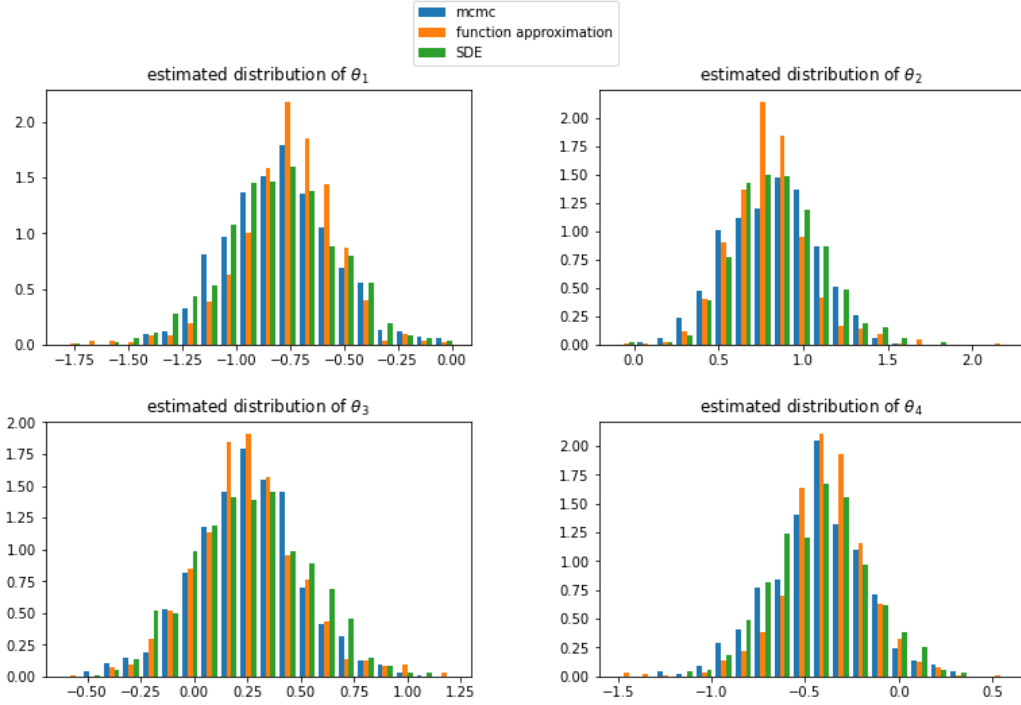 mcmc
function approximation
SDE
estimated distribution of θ1
2.0
1.5
1.0
0.5
0.0
−1.75 −1.50 −1.25 −1.00 −0.75 −0.50 −0.25 0.00
estimated distribution of θ2
2.00
1.75
1.50
1.25
1.00
0.75
0.50
0.25
0.00
0.0 0.5 1.0 1.5 2.0
estimated distribution of θ3
2.00
1.75
1.50
1.25
1.00
0.75
0.50
0.25
0.00
−0.50 −0.25 0.00 0.25 0.50 0.75 1.00 1.25
estimated distribution of θ4
2.00
1.75
1.50
1.25
1.00
0.75
0.50
0.25
0.00
−1.5 −1.0 −0.5 0.0 0.5